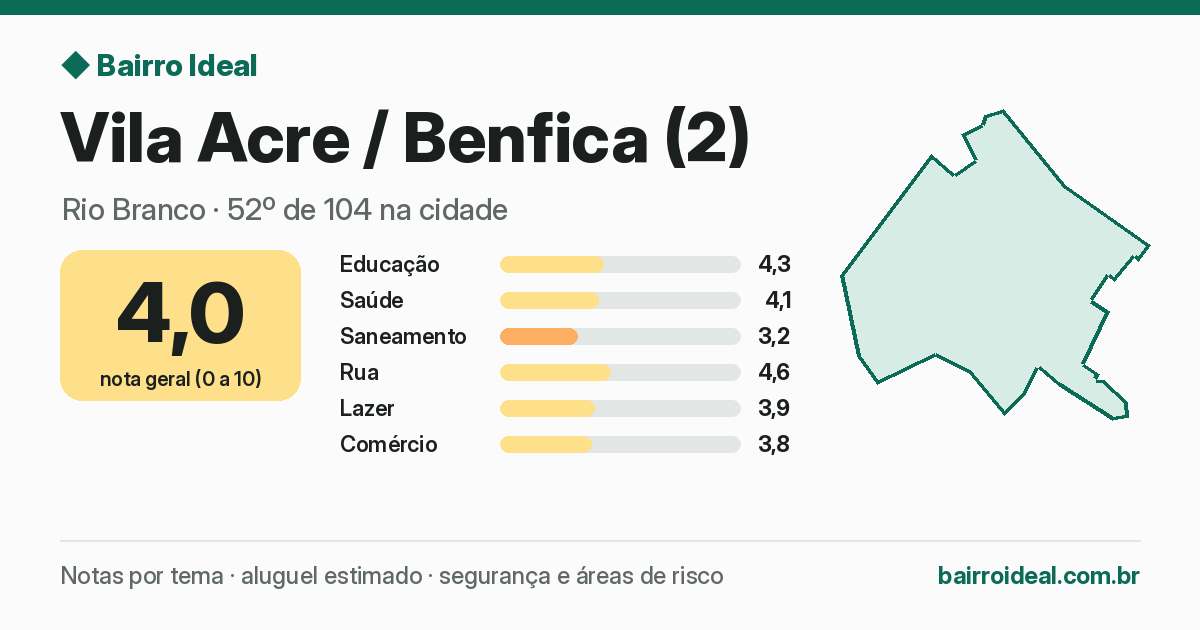 Bairro Ideal
Vila Acre / Benfica (2)
Rio Branco · 52º de 104 na cidade
4,0
nota geral (0 a 10)
Educação 4,3
Saúde 4,1
Saneamento 3,2
Rua 4,6
Lazer 3,9
Comércio 3,8
Notas por tema · aluguel estimado · segurança e áreas de risco
bairroideal.com.br